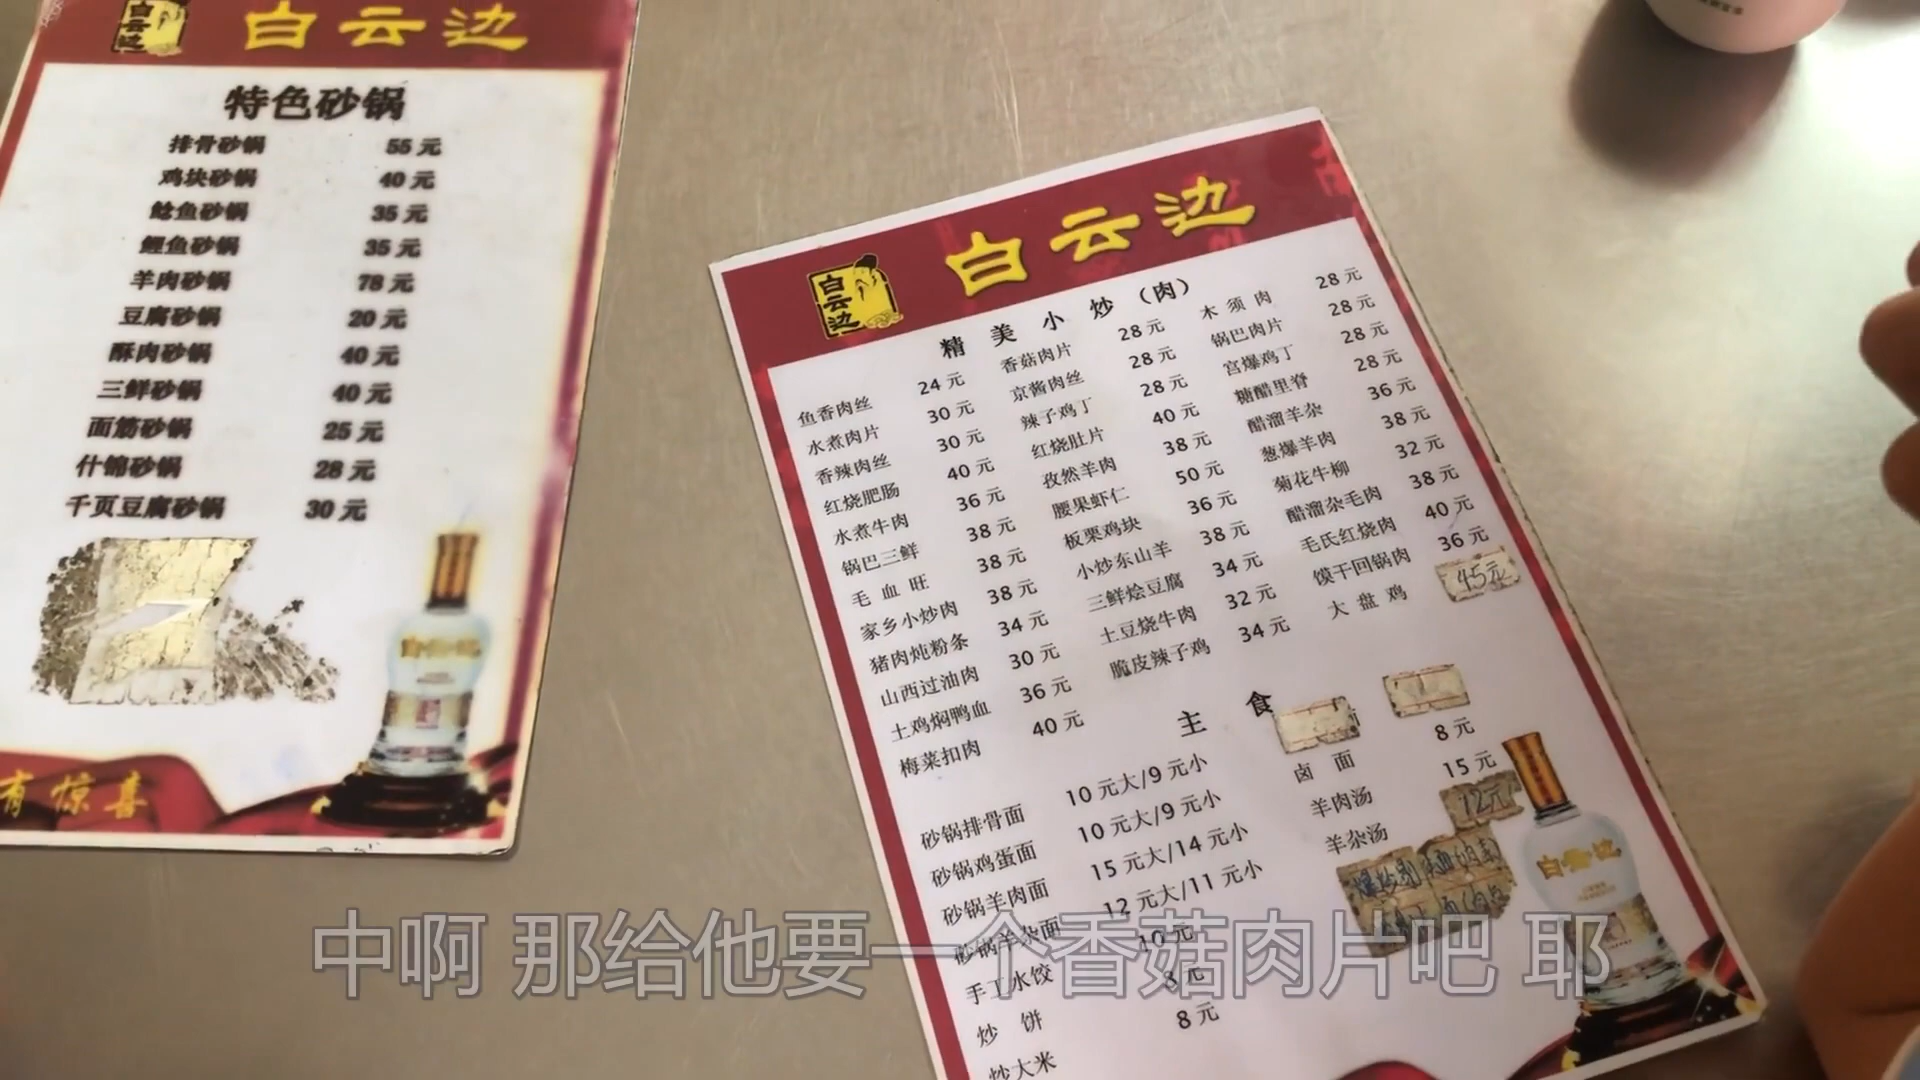 白云边
白云边
特色砂锅
排骨砂锅 55元
鸡块砂锅 40元
鲶鱼砂锅 35元
鲤鱼砂锅 35元
羊肉砂锅 78元
豆腐砂锅 20元
酥肉砂锅 40元
三鲜砂锅 40元
面筋砂锅 25元
什锦砂锅 28元
千页豆腐砂锅 30元
有惊喜
白云边
白云边
精美小炒（肉）
鱼香肉丝 24元
水煮肉片 30元
香辣肉丝 30元
红烧肥肠 40元
水煮牛肉 36元
锅巴三鲜 38元
毛血旺 38元
家乡小炒肉 38元
猪肉炖粉条 34元
山西过油肉 30元
土鸡焖鸭血 36元
梅菜扣肉 40元
香菇肉片 28元
京酱肉丝 28元
辣子鸡丁 28元
红烧肚片 40元
孜然羊肉 38元
腰果虾仁 50元
板栗鸡块 36元
小炒东山羊 38元
三鲜烩豆腐 34元
土豆烧牛肉 32元
脆皮辣子鸡 34元
木须肉 28元
锅巴肉片 28元
宫爆鸡丁 28元
糖醋里脊 28元
醋溜羊杂 36元
葱爆羊肉 38元
菊花牛柳 32元
醋溜杂毛肉 38元
毛氏红烧肉 40元
馍干回锅肉 36元
大盘鸡 45元
主食
砂锅排骨面 10元大/9元小
砂锅鸡蛋面 10元大/9元小
砂锅羊肉面 15元大/14元小
砂锅羊杂面 12元大/11元小
手工水饺 10元
炒饼 8元
炒大米 8元
卤面 8元
羊肉汤 15元
羊杂汤 12元
白云边
中啊 那给他要一个香菇肉片吧 耶